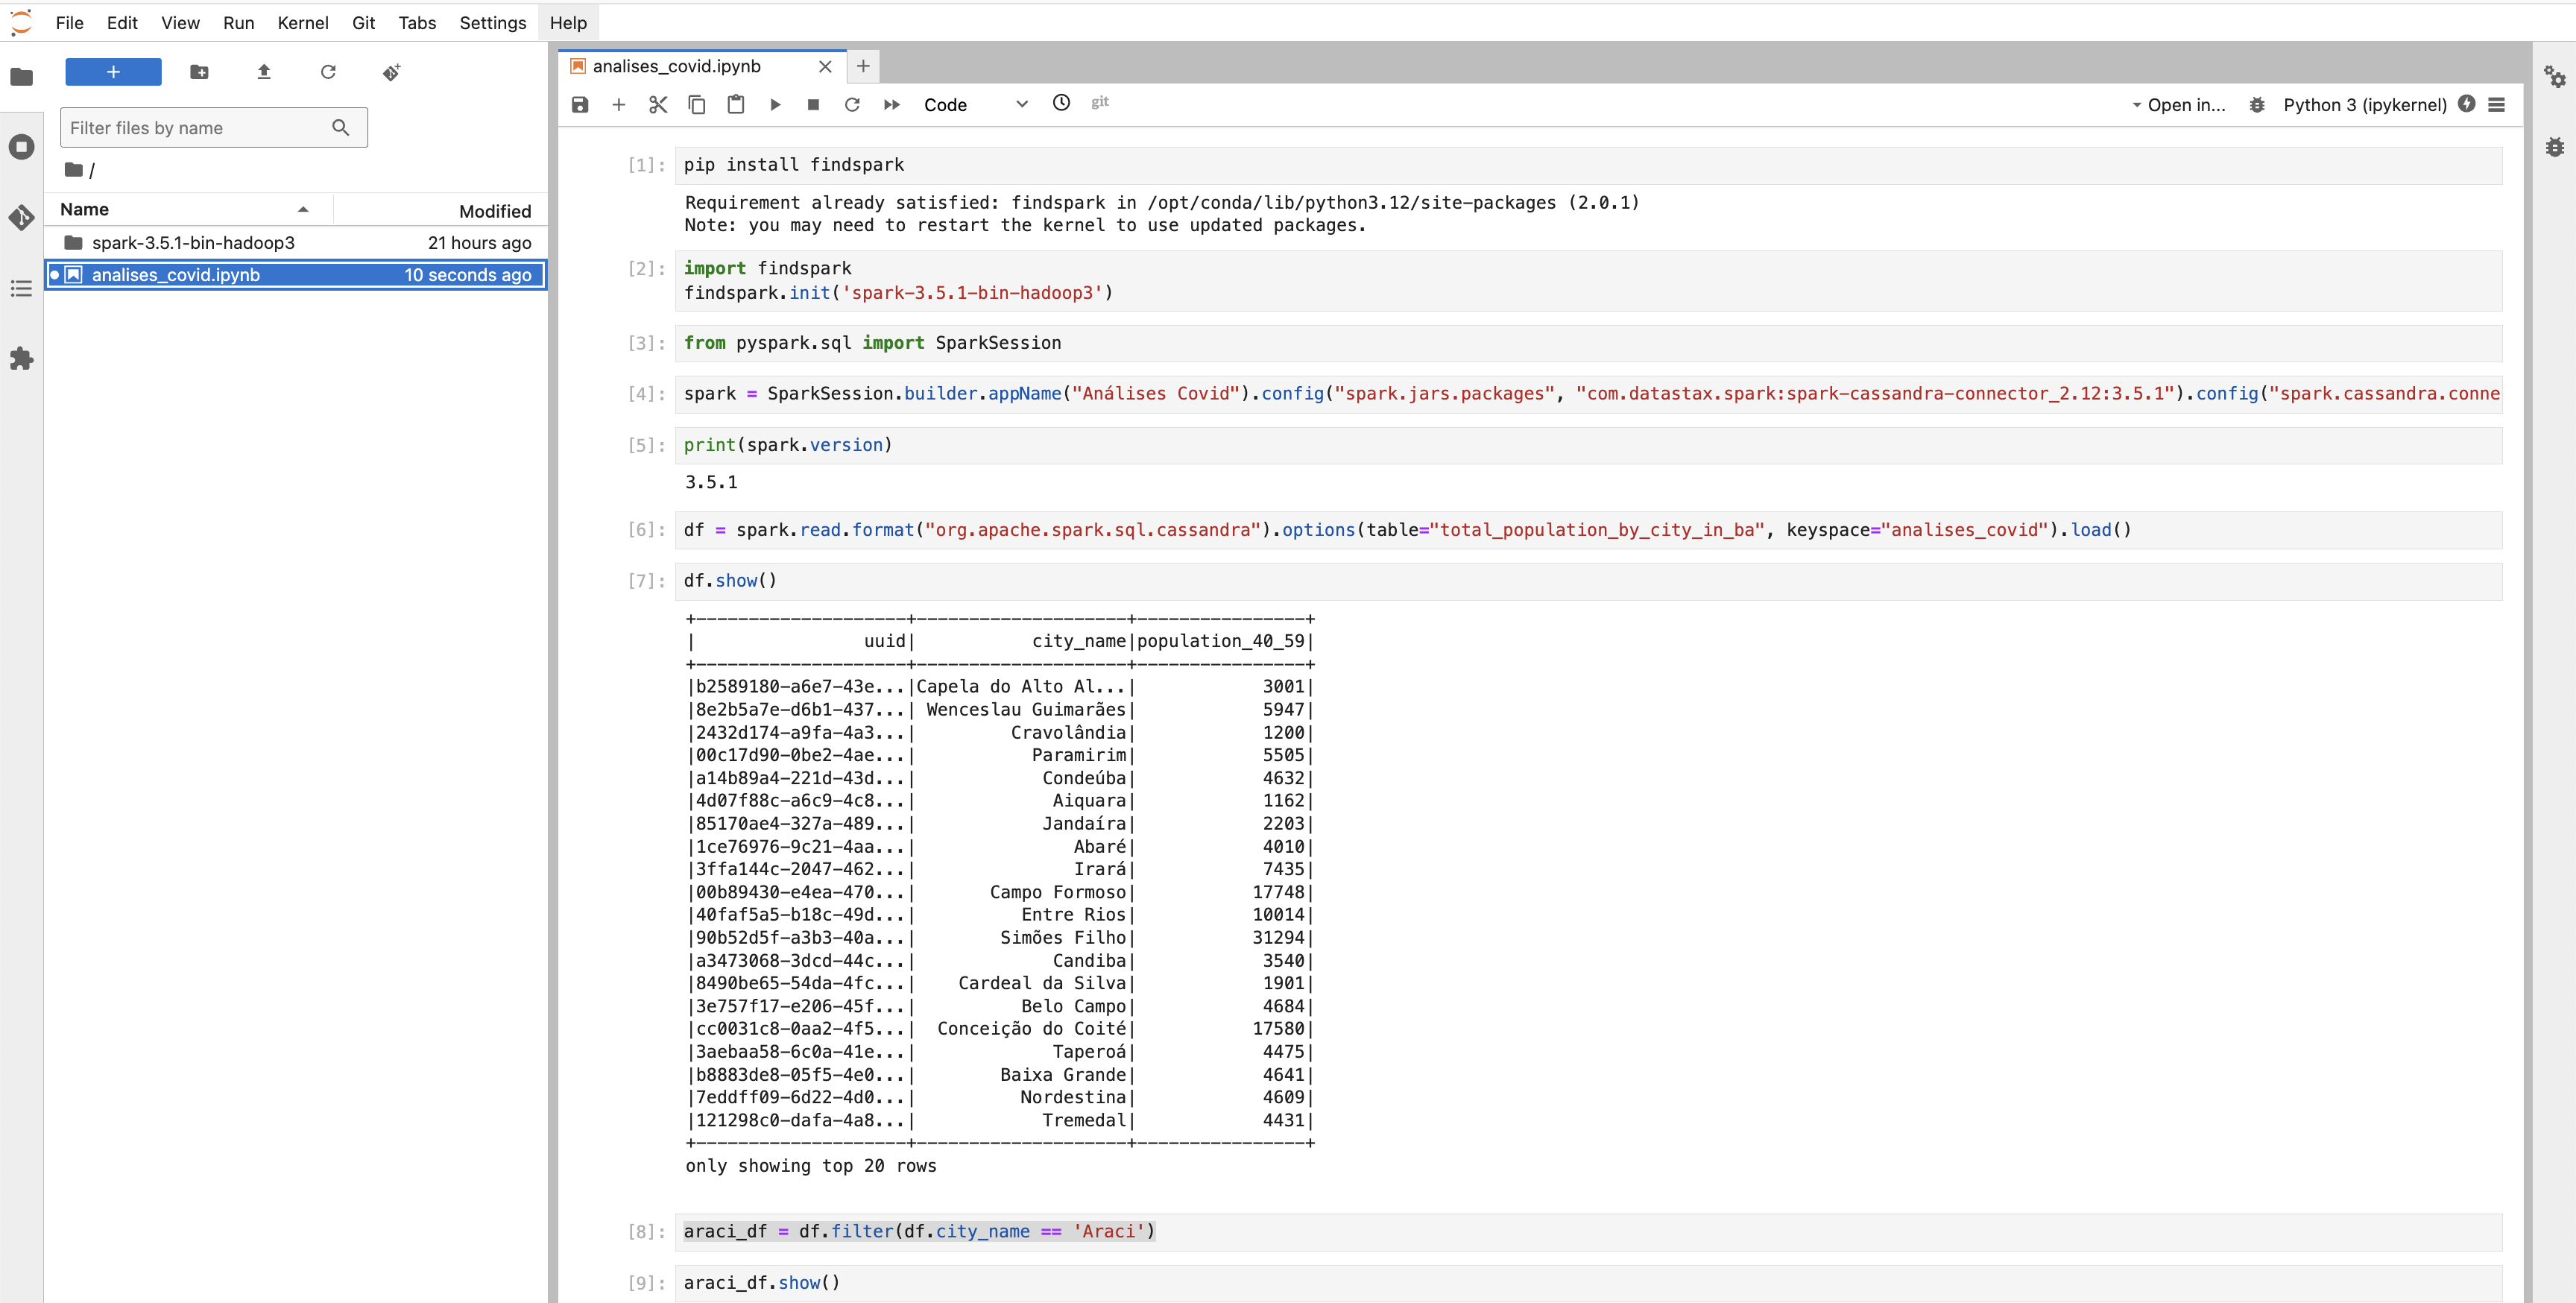 File Edit View Run Kernel Git Tabs Settings Help
Filter files by name
/
Name Modified
spark-3.5.1-bin-hadoop3 21 hours ago
analises_covid.ipynb 10 seconds ago
analises_covid.ipynb
Code git Open in... Python 3 (ipykernel)
[1]: pip install findspark
Requirement already satisfied: findspark in /opt/conda/lib/python3.12/site-packages (2.0.1)
Note: you may need to restart the kernel to use updated packages.
[2]: import findspark
findspark.init('spark-3.5.1-bin-hadoop3')
[3]: from pyspark.sql import SparkSession
[4]: spark = SparkSession.builder.appName("Análises Covid").config("spark.jars.packages", "com.datastax.spark:spark-cassandra-connector_2.12:3.5.1").config("spark.cassandra.conne
[5]: print(spark.version)
3.5.1
[6]: df = spark.read.format("org.apache.spark.sql.cassandra").options(table="total_population_by_city_in_ba", keyspace="analises_covid").load()
[7]: df.show()
+--------------------+--------------------+----------------+
|                uuid|           city_name|population_40_59|
+--------------------+--------------------+----------------+
|b2589180-a6e7-43e...|Capela do Alto Al...|            3001|
|8e2b5a7e-d6b1-437...| Wenceslau Guimarães|            5947|
|2432d174-a9fa-4a3...|         Cravolândia|            1200|
|00c17d90-0be2-4ae...|           Paramirim|            5505|
|a14b89a4-221d-43d...|            Condeúba|            4632|
|4d07f88c-a6c9-4c8...|             Aiquara|            1162|
|85170ae4-327a-489...|            Jandaíra|            2203|
|1ce76976-9c21-4aa...|               Abaré|            4010|
|3ffa144c-2047-462...|               Irará|            7435|
|00b89430-e4ea-470...|       Campo Formoso|           17748|
|40faf5a5-b18c-49d...|          Entre Rios|           10014|
|90b52d5f-a3b3-40a...|        Simões Filho|           31294|
|a3473068-3dcd-44c...|             Candiba|            3540|
|8490be65-54da-4fc...|    Cardeal da Silva|            1901|
|3e757f17-e206-45f...|          Belo Campo|            4684|
|cc0031c8-0aa2-4f5...|  Conceição do Coité|           17580|
|3aebaa58-6c0a-41e...|             Taperoá|            4475|
|b8883de8-05f5-4e0...|        Baixa Grande|            4641|
|7eddff09-6d22-4d0...|          Nordestina|            4609|
|121298c0-dafa-4a8...|            Tremedal|            4431|
+--------------------+--------------------+----------------+
only showing top 20 rows
[8]: araci_df = df.filter(df.city_name == 'Araci')
[9]: araci_df.show()